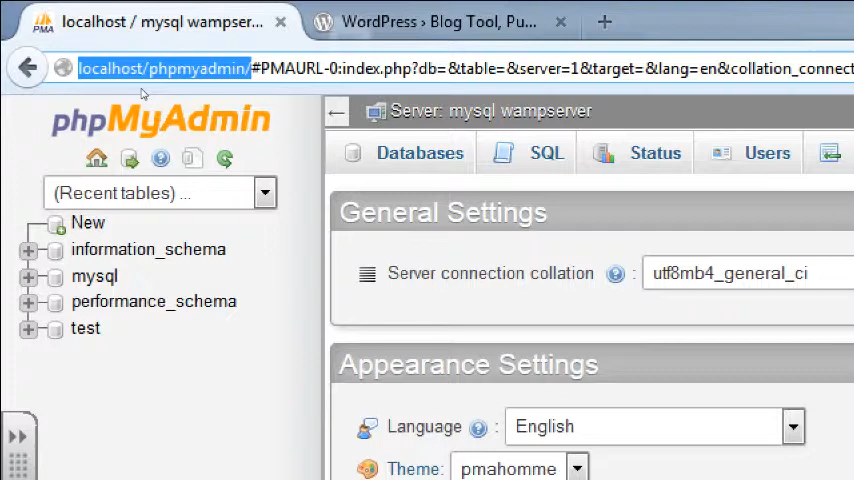 PMA localhost / mysql wampser... × WordPress › Blog Tool, Pu... × +
localhost/phpmyadmin/#PMAURL-0:index.php?db=&table=&server=1&target=&lang=en&collation_connect
phpMyAdmin
Server: mysql wampserver
Databases SQL Status Users
(Recent tables) ...
New
information_schema
mysql
performance_schema
test
General Settings
Server connection collation : utf8mb4_general_ci
Appearance Settings
Language : English
Theme: pmahomme